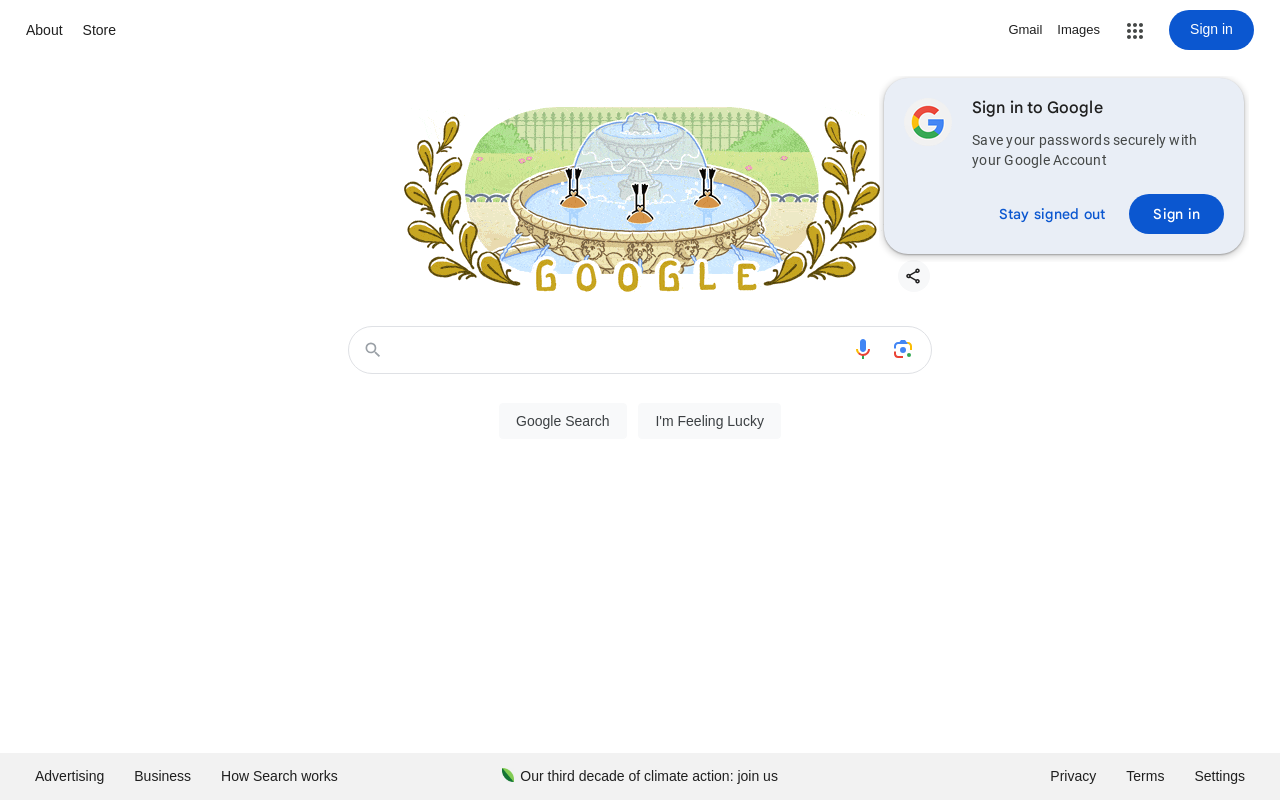 About Store
Gmail Images Sign in
Sign in to Google
Save your passwords securely with
your Google Account
Stay signed out Sign in
GOOGLE
Google Search I'm Feeling Lucky
Advertising Business How Search works
Our third decade of climate action: join us
Privacy Terms Settings